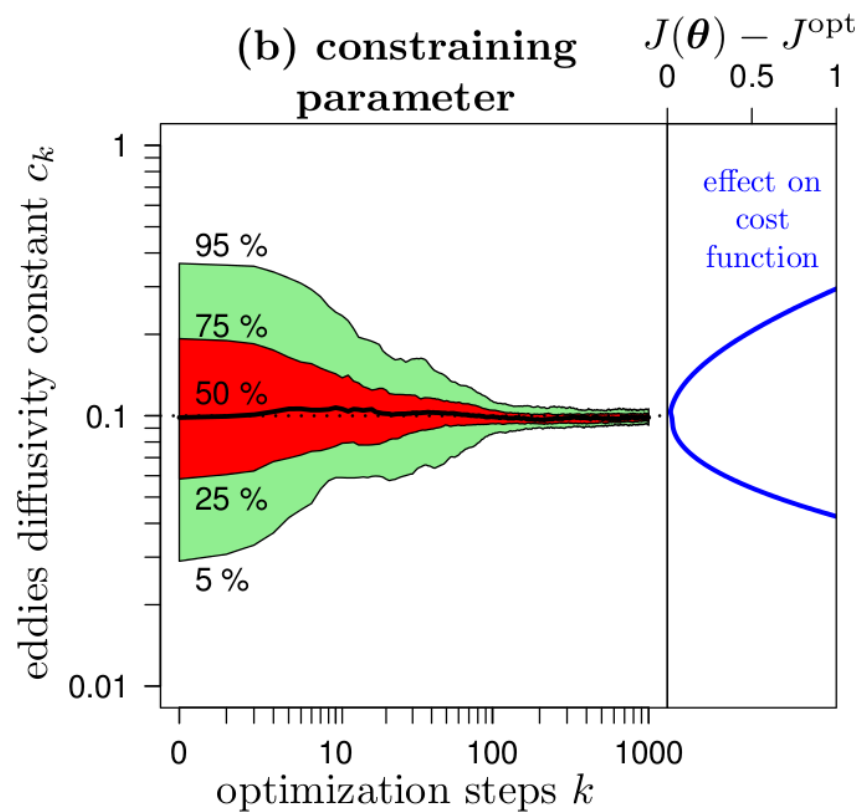 (b) constraining
parameter
J(θ) − J^opt
0 0.5 1
eddies diffusivity constant c_k
1
0.1
0.01
95 %
75 %
50 %
25 %
5 %
effect on
cost
function
0 10 100 1000
optimization steps k